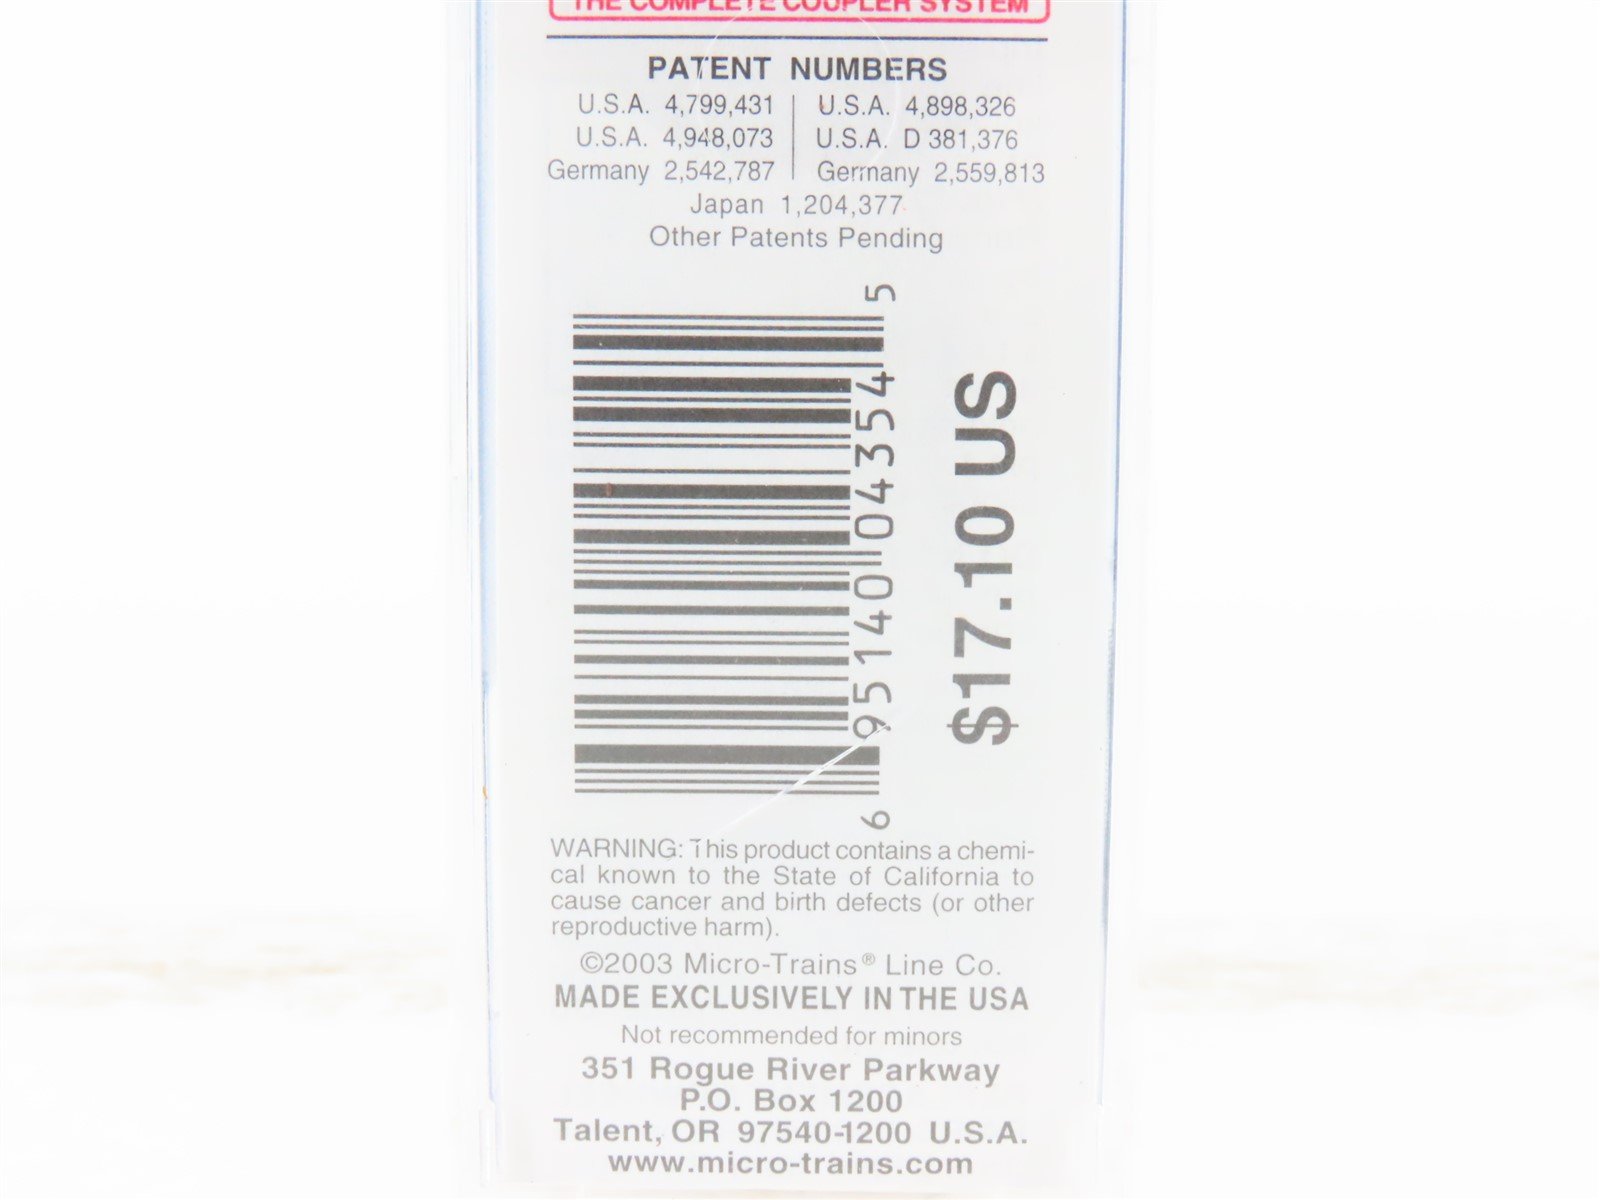 THE COMPLETE COUPLER SYSTEM
PATENT NUMBERS
U.S.A. 4,799,431 | U.S.A. 4,898,326
U.S.A. 4,948,073 | U.S.A. D 381,376
Germany 2,542,787 | Germany 2,559,813
Japan 1,204,377
Other Patents Pending
6 95140 04354 5
$17.10 US
WARNING: This product contains a chemi-
cal known to the State of California to
cause cancer and birth defects (or other
reproductive harm).
©2003 Micro-Trains® Line Co.
MADE EXCLUSIVELY IN THE USA
Not recommended for minors
351 Rogue River Parkway
P.O. Box 1200
Talent, OR 97540-1200 U.S.A.
www.micro-trains.com